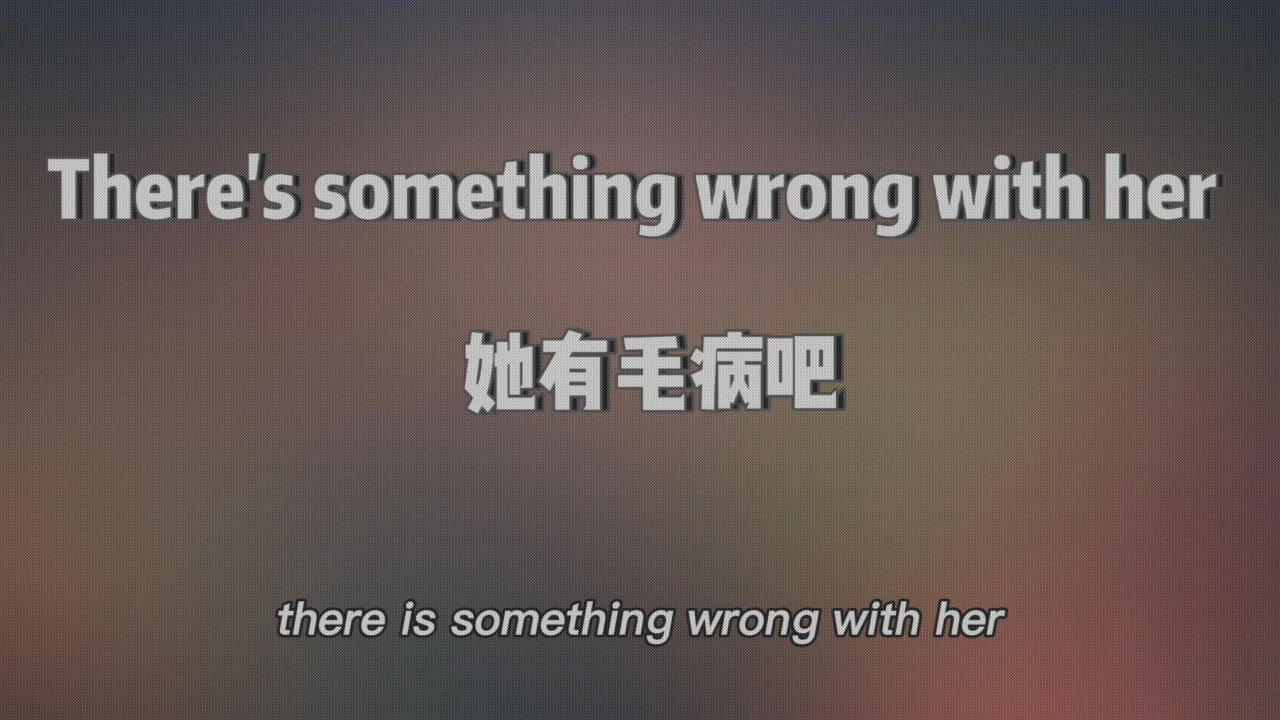 There's something wrong with her
她有毛病吧
there is something wrong with her